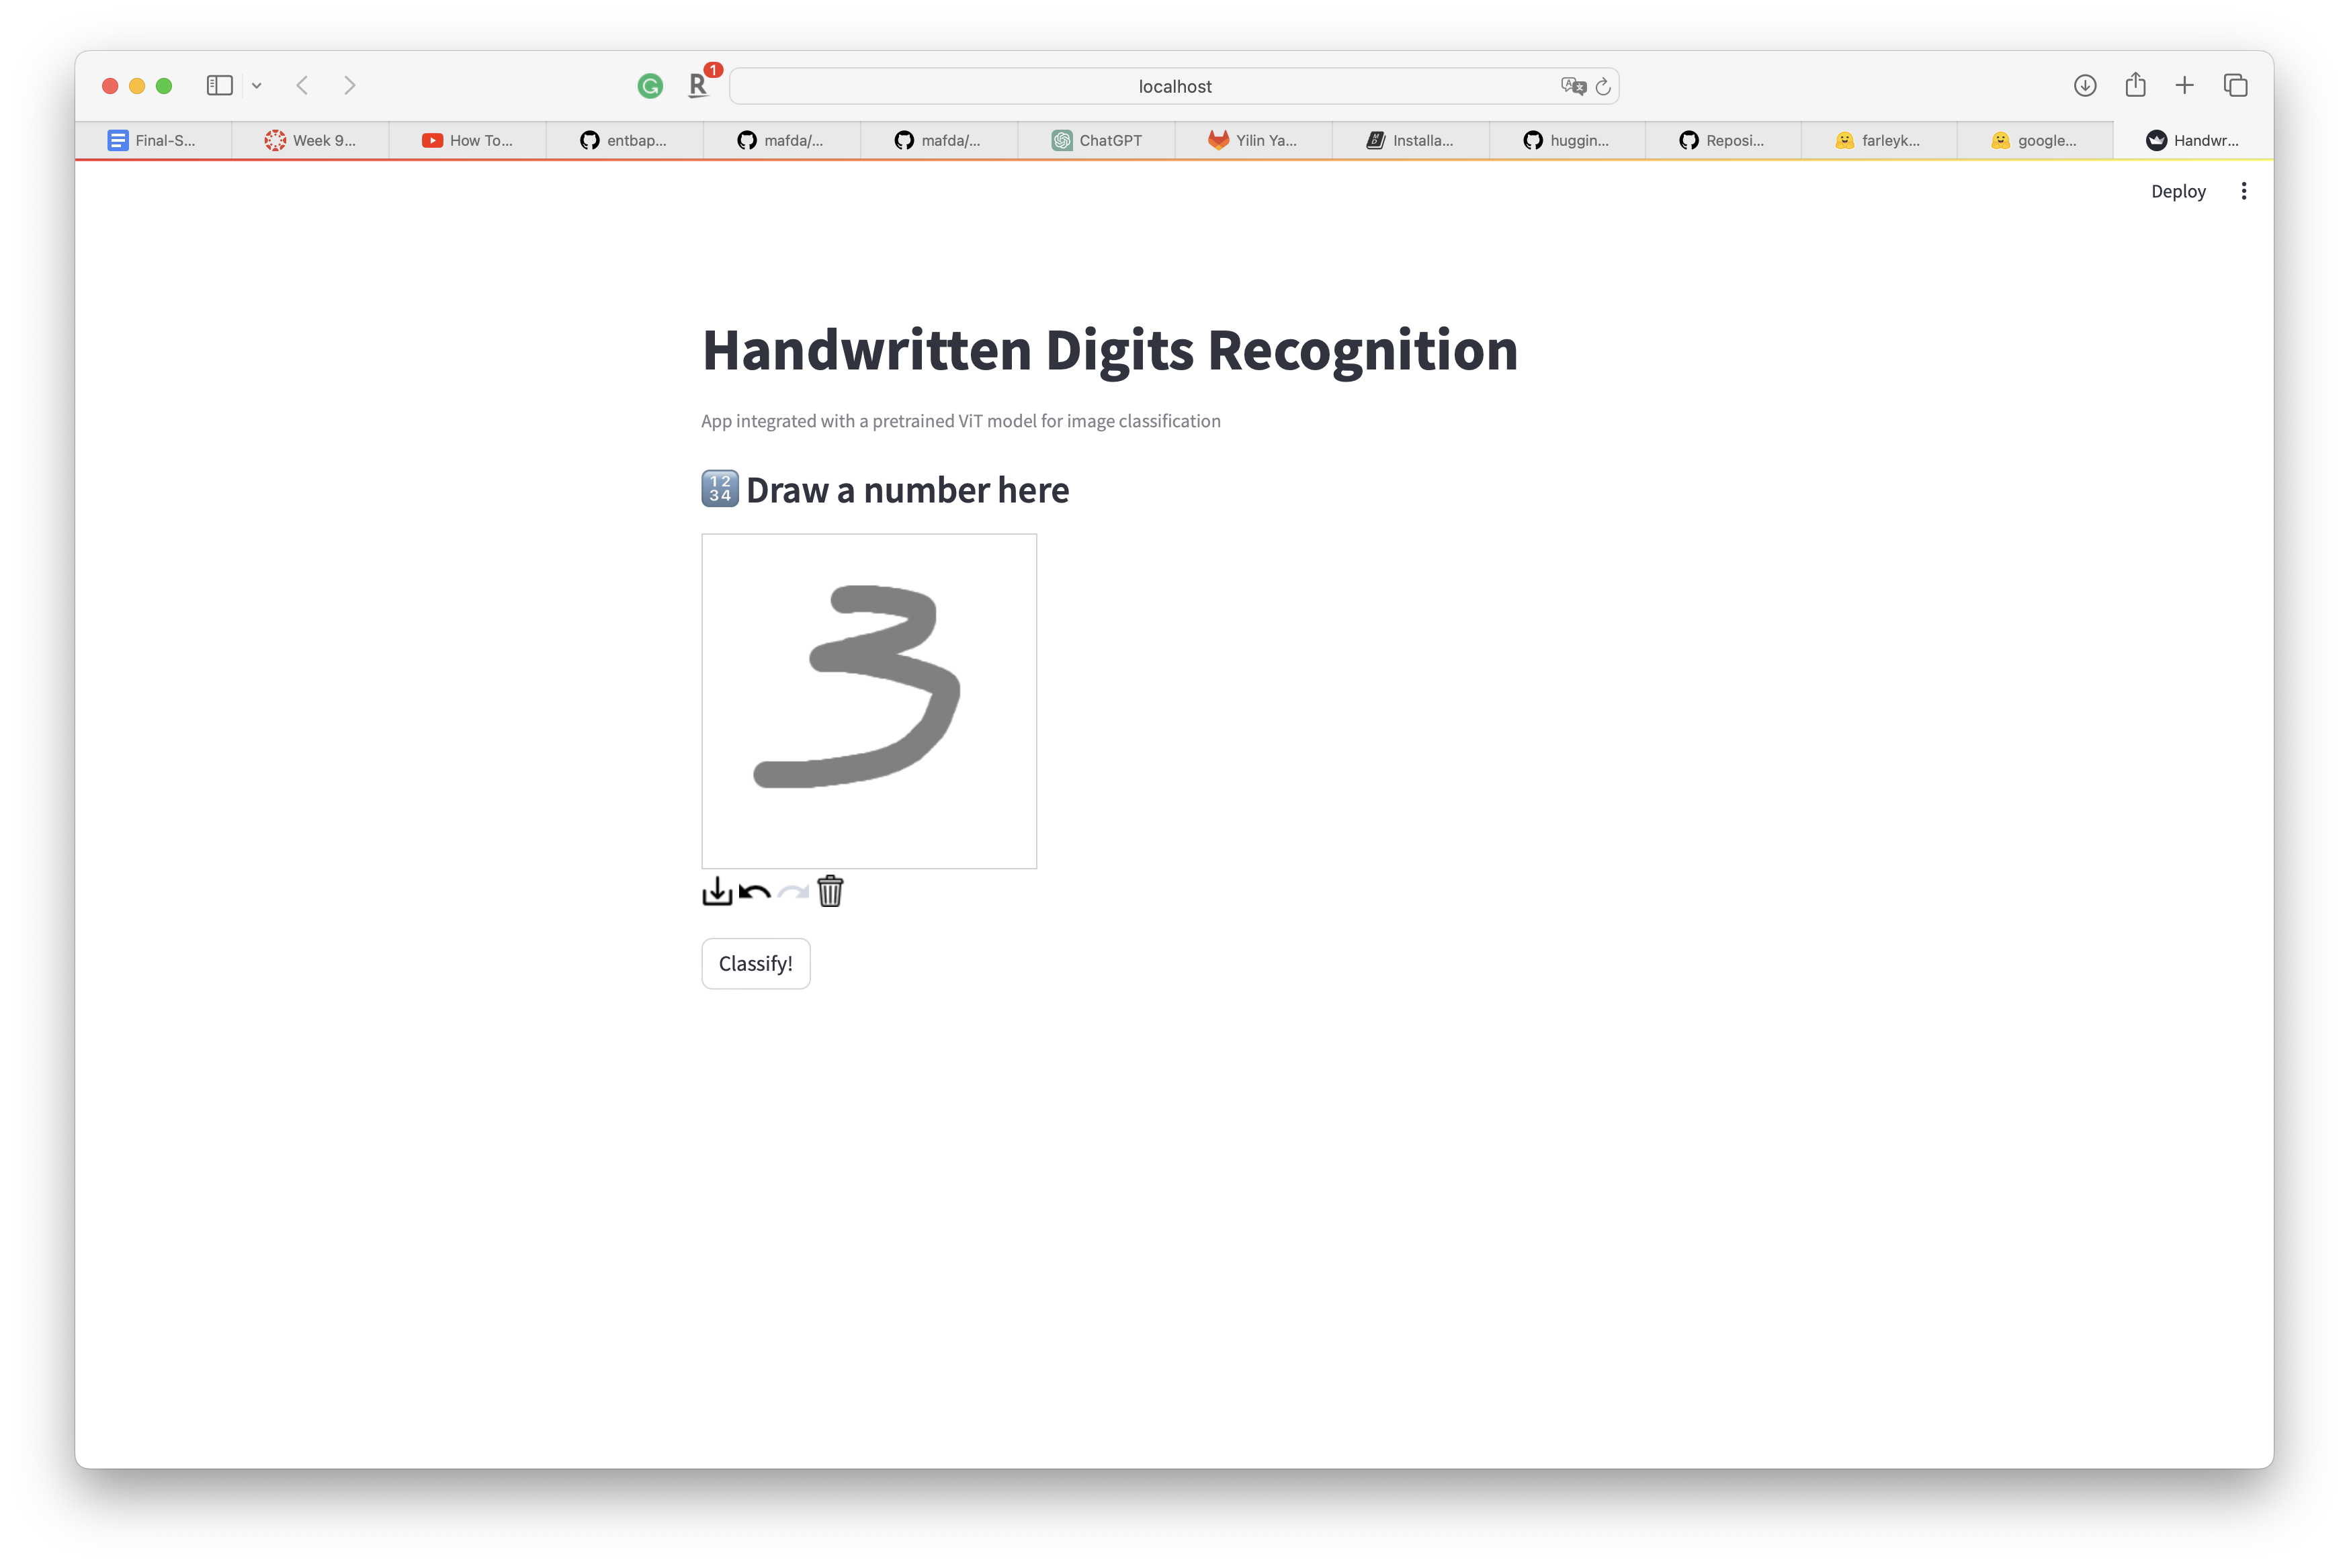 R 1 localhost
Final-S... Week 9... How To... entbap... mafda/... mafda/... ChatGPT Yilin Ya... Installa... huggin... Reposi... farleyk... google... Handwr...
Deploy
Handwritten Digits Recognition
App integrated with a pretrained ViT model for image classification
1234 Draw a number here
3
Classify!